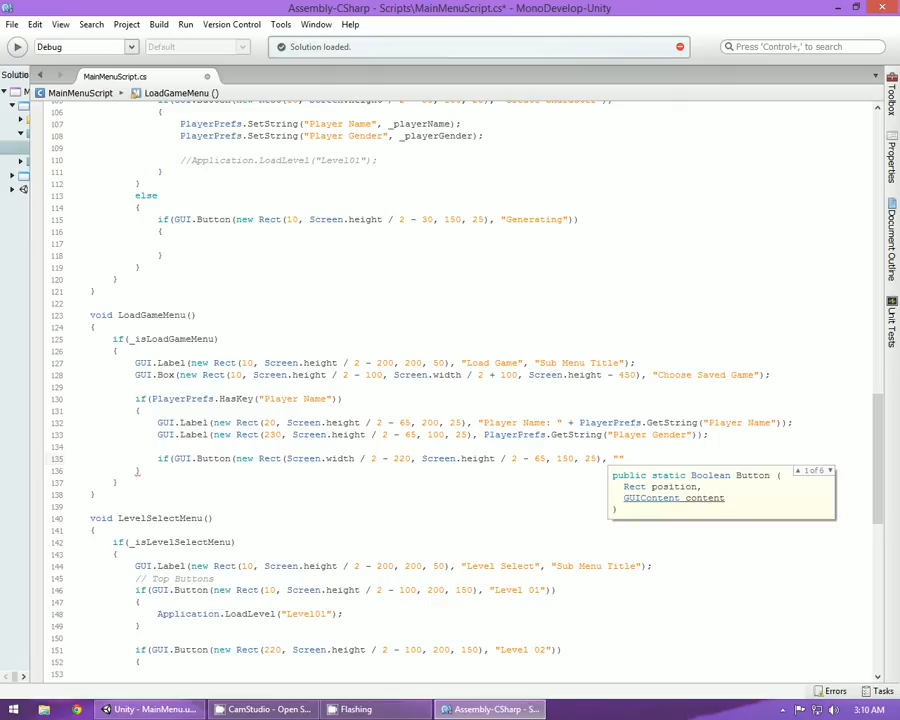 Assembly-CSharp - Scripts\MainMenuScript.cs* - MonoDevelop-Unity
File Edit View Search Project Build Run Version Control Tools Window Help
Debug Default Solution loaded. Press 'Control+,' to search
Solutio MainMenuScript.cs
MainMenuScript LoadGameMenu ()
106 {
107 PlayerPrefs.SetString("Player Name", _playerName);
108 PlayerPrefs.SetString("Player Gender", _playerGender);
109
110 //Application.LoadLevel("Level01");
111 }
112 }
113 else
114 {
115 if(GUI.Button(new Rect(10, Screen.height / 2 - 30, 150, 25), "Generating"))
116 {
117
118 }
119 }
120 }
121 }
122
123 void LoadGameMenu()
124 {
125 if(_isLoadGameMenu)
126 {
127 GUI.Label(new Rect(10, Screen.height / 2 - 200, 200, 50), "Load Game", "Sub Menu Title");
128 GUI.Box(new Rect(10, Screen.height / 2 - 100, Screen.width / 2 + 100, Screen.height - 450), "Choose Saved Game");
129
130 if(PlayerPrefs.HasKey("Player Name"))
131 {
132 GUI.Label(new Rect(20, Screen.height / 2 - 65, 200, 25), "Player Name: " + PlayerPrefs.GetString("Player Name"));
133 GUI.Label(new Rect(230, Screen.height / 2 - 65, 100, 25), PlayerPrefs.GetString("Player Gender"));
134
135 if(GUI.Button(new Rect(Screen.width / 2 - 220, Screen.height / 2 - 65, 150, 25), ""
136 }
137 }
138 }
139
140 void LevelSelectMenu()
141 {
142 if(_isLevelSelectMenu)
143 {
144 GUI.Label(new Rect(10, Screen.height / 2 - 200, 200, 50), "Level Select", "Sub Menu Title");
145 // Top Buttons
146 if(GUI.Button(new Rect(10, Screen.height / 2 - 100, 200, 150), "Level 01"))
147 {
148 Application.LoadLevel("Level01");
149 }
150
151 if(GUI.Button(new Rect(220, Screen.height / 2 - 100, 200, 150), "Level 02"))
152 {
153
public static Boolean Button (
1 of 6
Rect position,
GUIContent content
)
Toolbox
Properties
Document Outline
Unit Tests
Errors Tasks
Unity - MainMenu.u... CamStudio - Open S... Flashing Assembly-CSharp - S... 3:10 AM